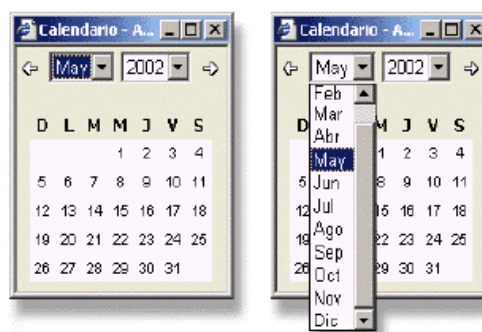 Calendario - A...
May 2002
D L M M J V S
1 2 3 4
5 6 7 8 9 10 11
12 13 14 15 16 17 18
19 20 21 22 23 24 25
26 27 28 29 30 31
Calendario - A...
May 2002
Feb
Mar
Abr
May
Jun
Jul
Ago
Sep
Oct
Nov
Dic
D M J V S
1 2 3 4
5 8 9 10 11
12 15 16 17 18
19 22 23 24 25
26 29 30 31